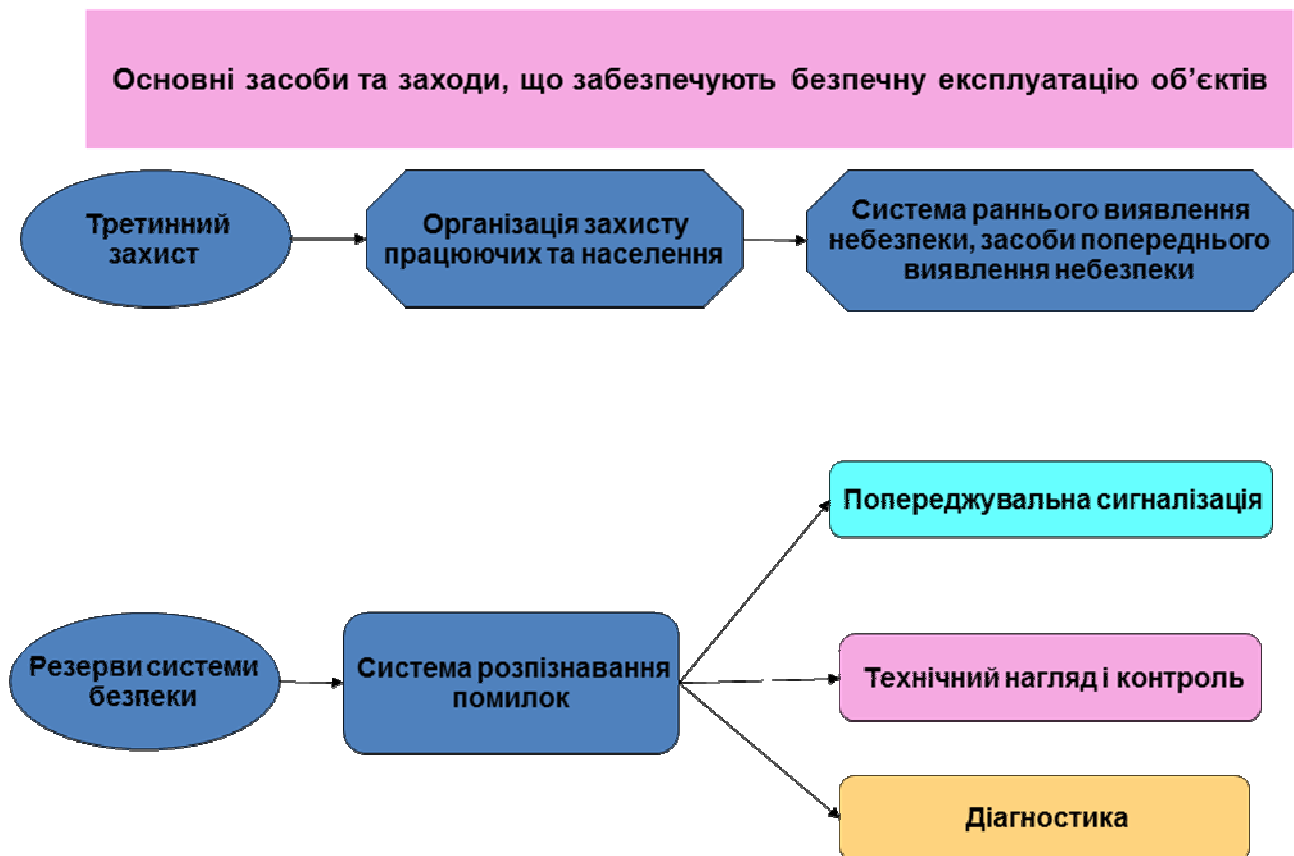 Основні засоби та заходи, що забезпечують безпечну експлуатацію об’єктів
Третинний
захист
Організація захисту
працюючих та населення
Система раннього виявлення
небезпеки, засоби попереднього
виявлення небезпеки
Попереджувальна сигналізація
Резерви системи
безпеки
Система розпізнавання
помилок
Технічний нагляд і контроль
Діагностика